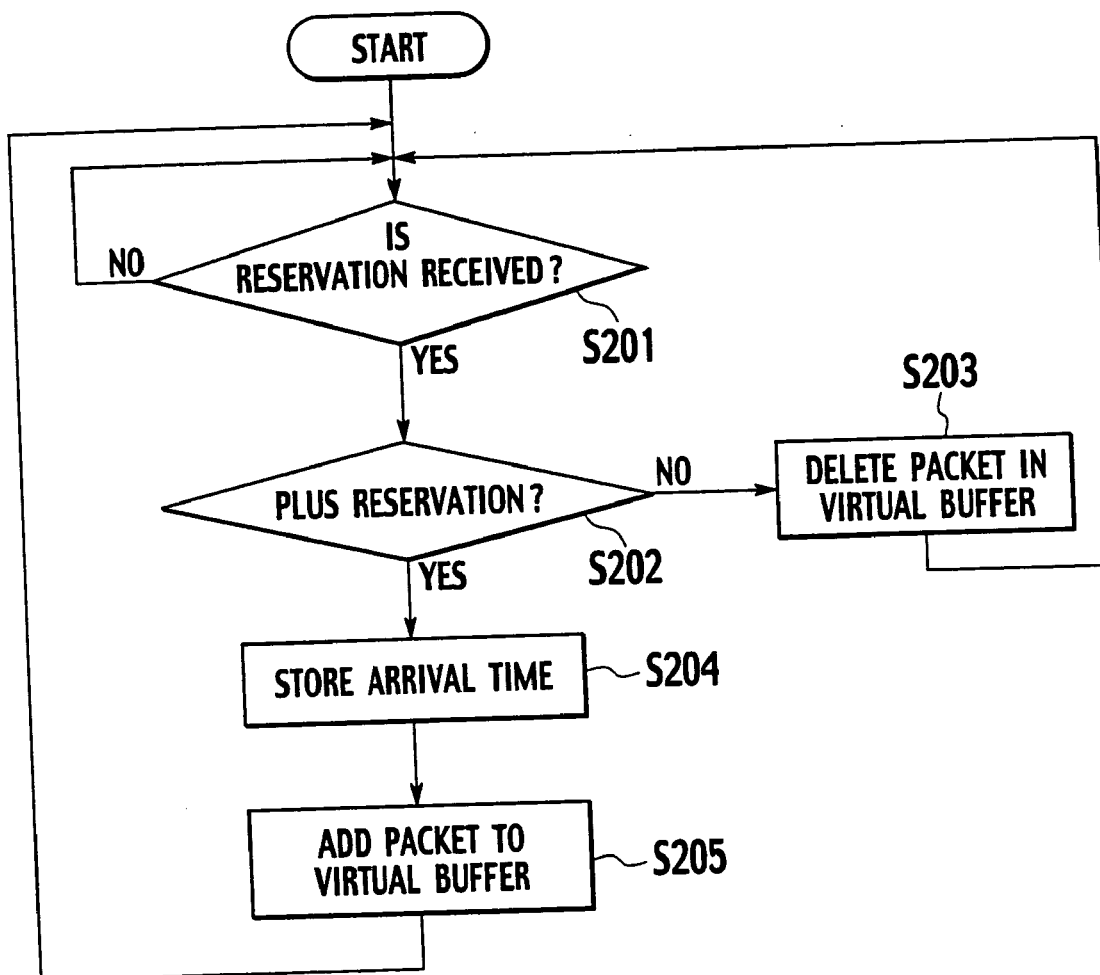 START
IS
RESERVATION RECEIVED?
NO
S201
YES
S203
PLUS RESERVATION?
NO
DELETE PACKET IN
VIRTUAL BUFFER
S202
YES
STORE ARRIVAL TIME
S204
ADD PACKET TO
VIRTUAL BUFFER
S205